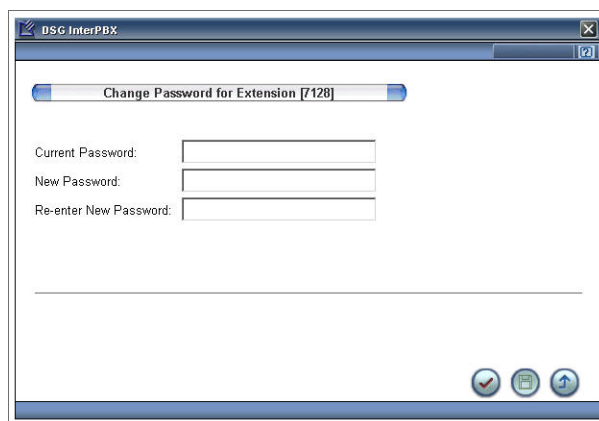 DSG InterPBX
Change Password for Extension [7128]
Current Password:
New Password:
Re-enter New Password: